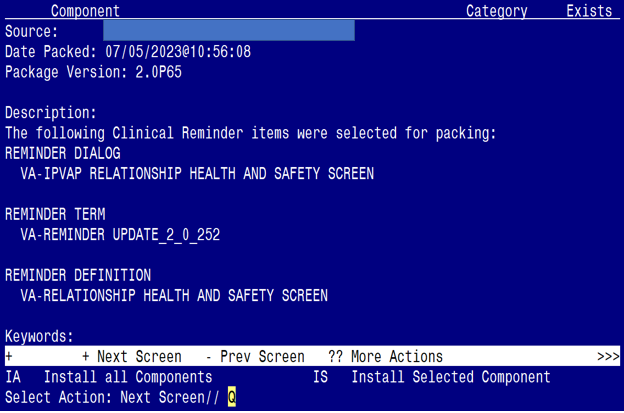 Component Category Exists
Source:
Date Packed: 07/05/2023@10:56:08
Package Version: 2.0P65
Description:
The following Clinical Reminder items were selected for packing:
REMINDER DIALOG
VA-IPVAP RELATIONSHIP HEALTH AND SAFETY SCREEN
REMINDER TERM
VA-REMINDER UPDATE_2_0_252
REMINDER DEFINITION
VA-RELATIONSHIP HEALTH AND SAFETY SCREEN
Keywords:
+ + Next Screen - Prev Screen ?? More Actions >>>
IA Install all Components IS Install Selected Component
Select Action: Next Screen// Q